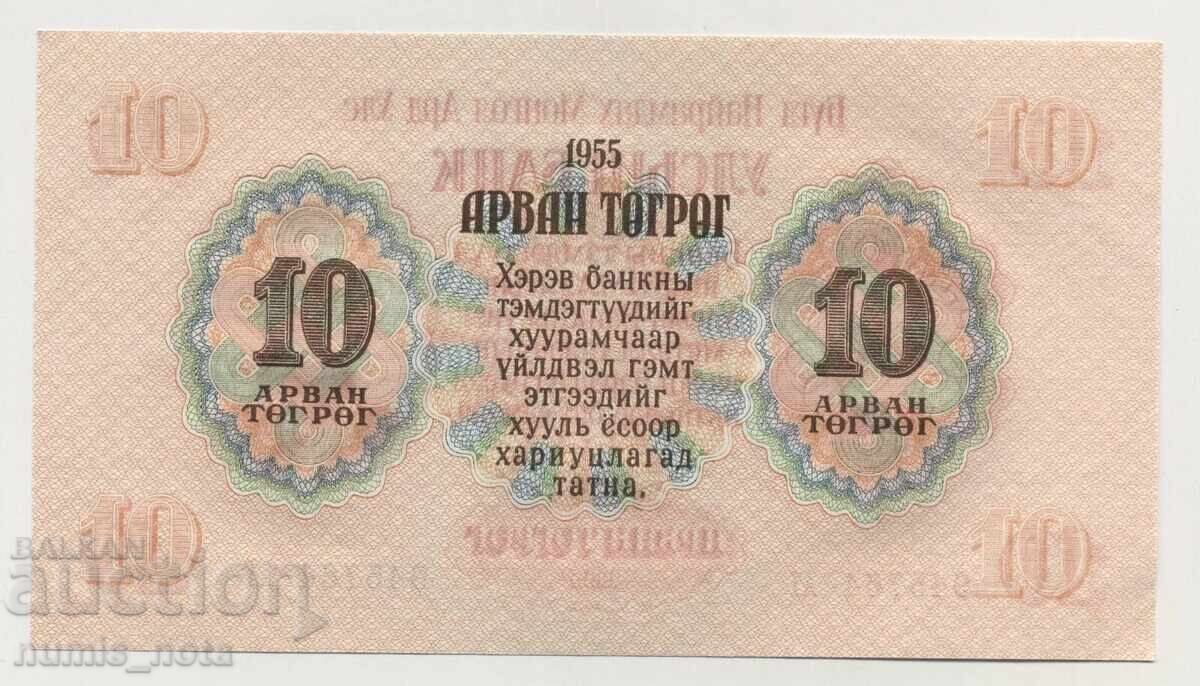 10 10
1955
АРВАН ТӨГРӨГ
10
АРВАН
ТӨГРӨГ
Хэрэв банкны
тэмдэгтүүдийг
хуурамчаар
үйлдвэл гэмт
этгээдийг
хууль ёсоор
хариуцлагад
татна.
10
АРВАН
ТӨГРӨГ
10 10
BALKAN
auction
numis_nota